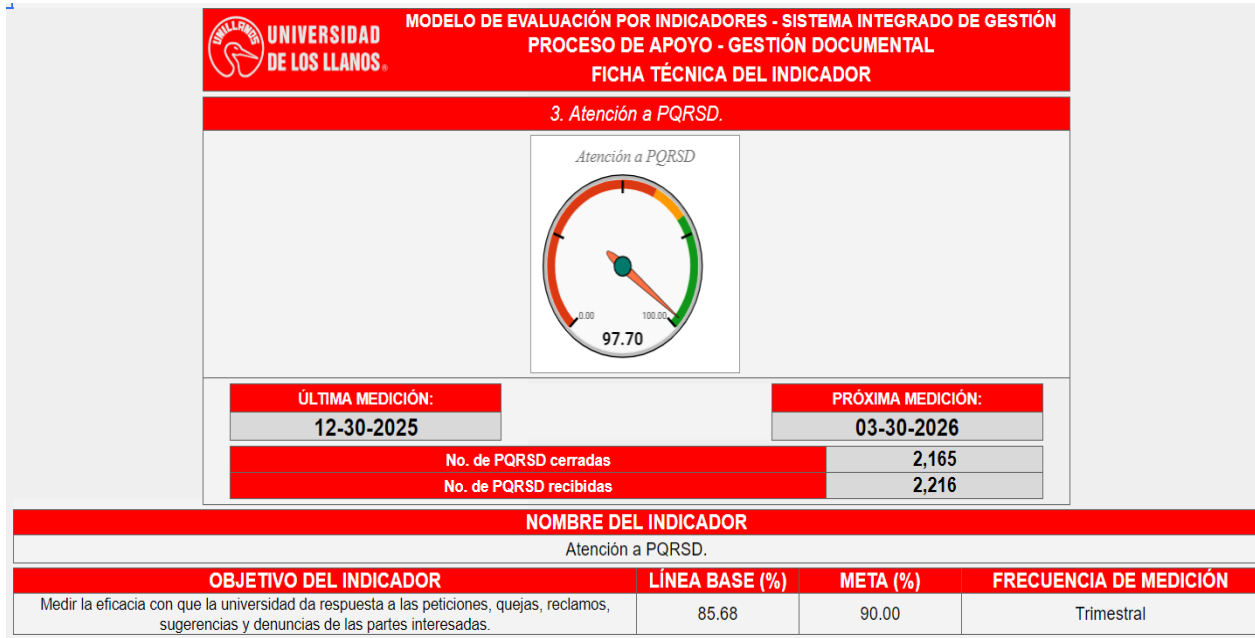 UNILLANOS
UNIVERSIDAD
DE LOS LLANOS®
MODELO DE EVALUACIÓN POR INDICADORES - SISTEMA INTEGRADO DE GESTIÓN
PROCESO DE APOYO - GESTIÓN DOCUMENTAL
FICHA TÉCNICA DEL INDICADOR
3. Atención a PQRSD.
Atención a PQRSD
0.00
100.00
97.70
ÚLTIMA MEDICIÓN:
PRÓXIMA MEDICIÓN:
12-30-2025
03-30-2026
No. de PQRSD cerradas 2,165
No. de PQRSD recibidas 2,216
NOMBRE DEL INDICADOR
Atención a PQRSD.
OBJETIVO DEL INDICADOR LÍNEA BASE (%) META (%) FRECUENCIA DE MEDICIÓN
Medir la eficacia con que la universidad da respuesta a las peticiones, quejas, reclamos,
sugerencias y denuncias de las partes interesadas.
85.68 90.00 Trimestral